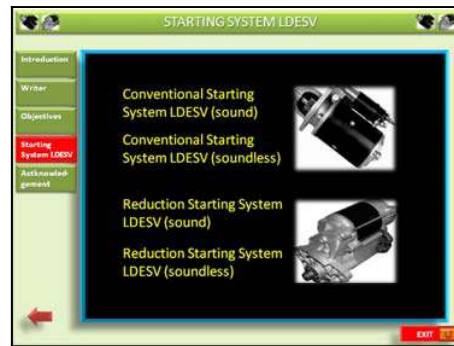 STARTING SYSTEM LDESV
Introduction
Writer
Objectives
Starting
System LDESV
Acknowled-
gement
Conventional Starting
System LDESV (sound)
Conventional Starting
System LDESV (soundless)
Reduction Starting System
LDESV (sound)
Reduction Starting System
LDESV (soundless)
EXIT